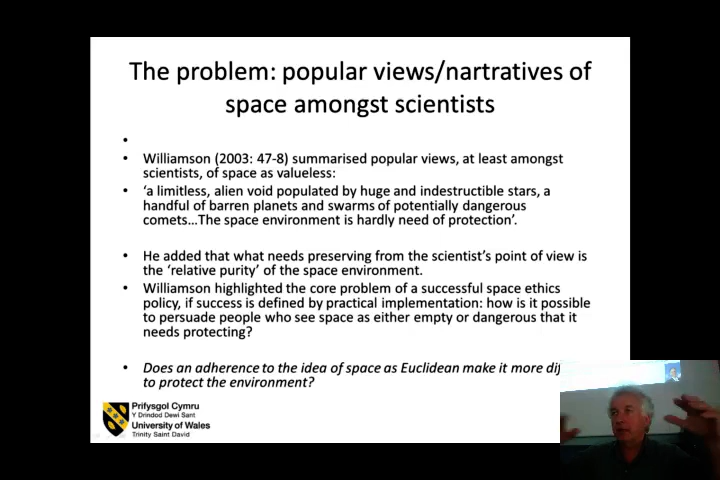 The problem: popular views/nartratives of
space amongst scientists
•
• Williamson (2003: 47-8) summarised popular views, at least amongst
scientists, of space as valueless:
• ‘a limitless, alien void populated by huge and indestructible stars, a
handful of barren planets and swarms of potentially dangerous
comets…The space environment is hardly need of protection’.
• He added that what needs preserving from the scientist’s point of view is
the ‘relative purity’ of the space environment.
• Williamson highlighted the core problem of a successful space ethics
policy, if success is defined by practical implementation: how is it possible
to persuade people who see space as either empty or dangerous that it
needs protecting?
• Does an adherence to the idea of space as Euclidean make it more
to protect the environment?
Prifysgol Cymru
Y Drindod Dewi Sant
University of Wales
Trinity Saint David